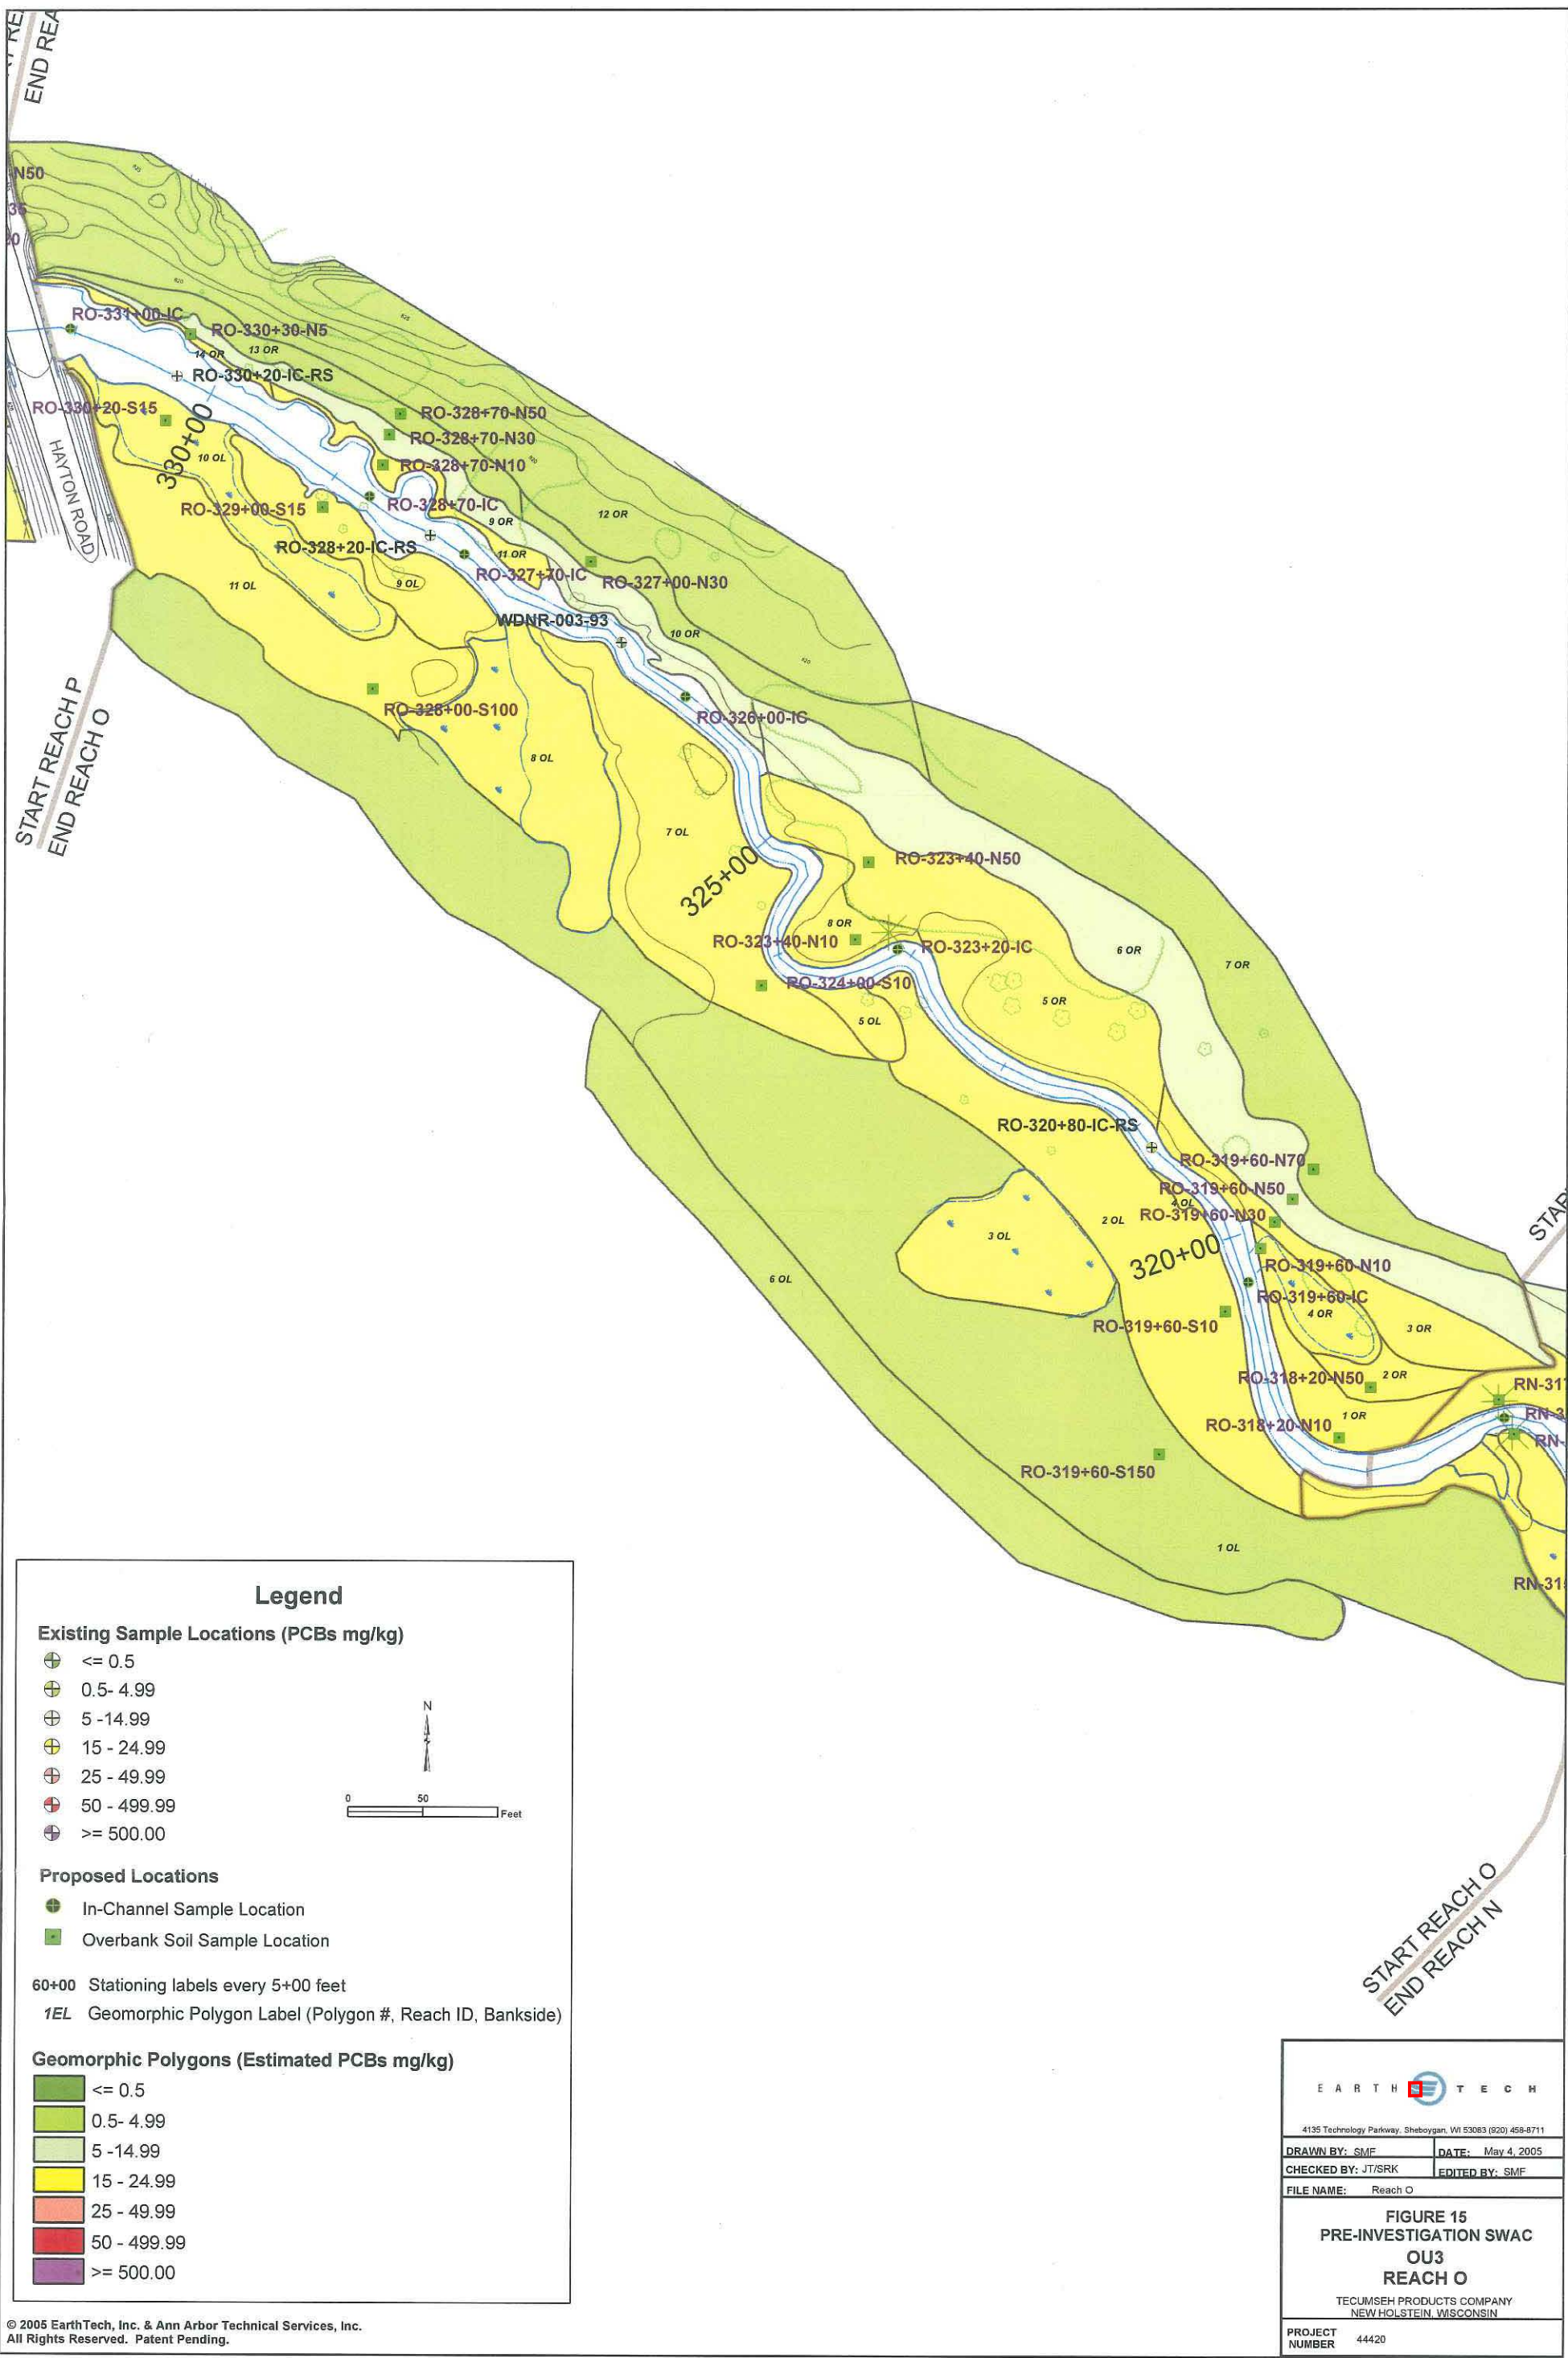 END REA
N50
RO-331+00-IC
RO-330+30-N5
14 OR
13 OR
RO-330+20-IC-RS
RO-330+20-S15
HAYTON ROAD
330+00
10 OL
RO-328+70-N50
RO-328+70-N30
RO-328+70-N10
RO-328+70-IC
RO-329+00-S15
9 OR
12 OR
RO-328+20-IC-RS
11 OR
RO-327+70-IC
RO-327+00-N30
11 OL
9 OL
WDNR-003-93
10 OR
RO-328+00-S100
RO-326+00-IC
START REACH P
END REACH O
8 OL
7 OL
325+00
RO-323+40-N50
8 OR
RO-323+40-N10
RO-323+20-IC
6 OR
7 OR
RO-324+00-S10
5 OR
5 OL
RO-320+80-IC-RS
RO-319+60-N70
RO-319+60-N50
4 OL
RO-319+60-N30
2 OL
3 OL
320+00
6 OL
RO-319+60-N10
RO-319+60-IC
4 OR
3 OR
RO-319+60-S10
RO-318+20-N50
2 OR
1 OR
RO-318+20-N10
RN-31
RO-319+60-S150
1 OL
RN-31
START REACH O
END REACH N
Legend
Existing Sample Locations (PCBs mg/kg)
<= 0.5
0.5- 4.99
5 -14.99
15 - 24.99
25 - 49.99
50 - 499.99
>= 500.00
N
0 50 Feet
Proposed Locations
In-Channel Sample Location
Overbank Soil Sample Location
60+00 Stationing labels every 5+00 feet
1EL Geomorphic Polygon Label (Polygon #, Reach ID, Bankside)
Geomorphic Polygons (Estimated PCBs mg/kg)
<= 0.5
0.5- 4.99
5 -14.99
15 - 24.99
25 - 49.99
50 - 499.99
>= 500.00
© 2005 EarthTech, Inc. & Ann Arbor Technical Services, Inc.
All Rights Reserved. Patent Pending.
EARTH TECH
4135 Technology Parkway, Sheboygan, WI 53083 (920) 458-8711
DRAWN BY: SMF DATE: May 4, 2005
CHECKED BY: JT/SRK EDITED BY: SMF
FILE NAME: Reach O
FIGURE 15
PRE-INVESTIGATION SWAC
OU3
REACH O
TECUMSEH PRODUCTS COMPANY
NEW HOLSTEIN, WISCONSIN
PROJECT NUMBER 44420